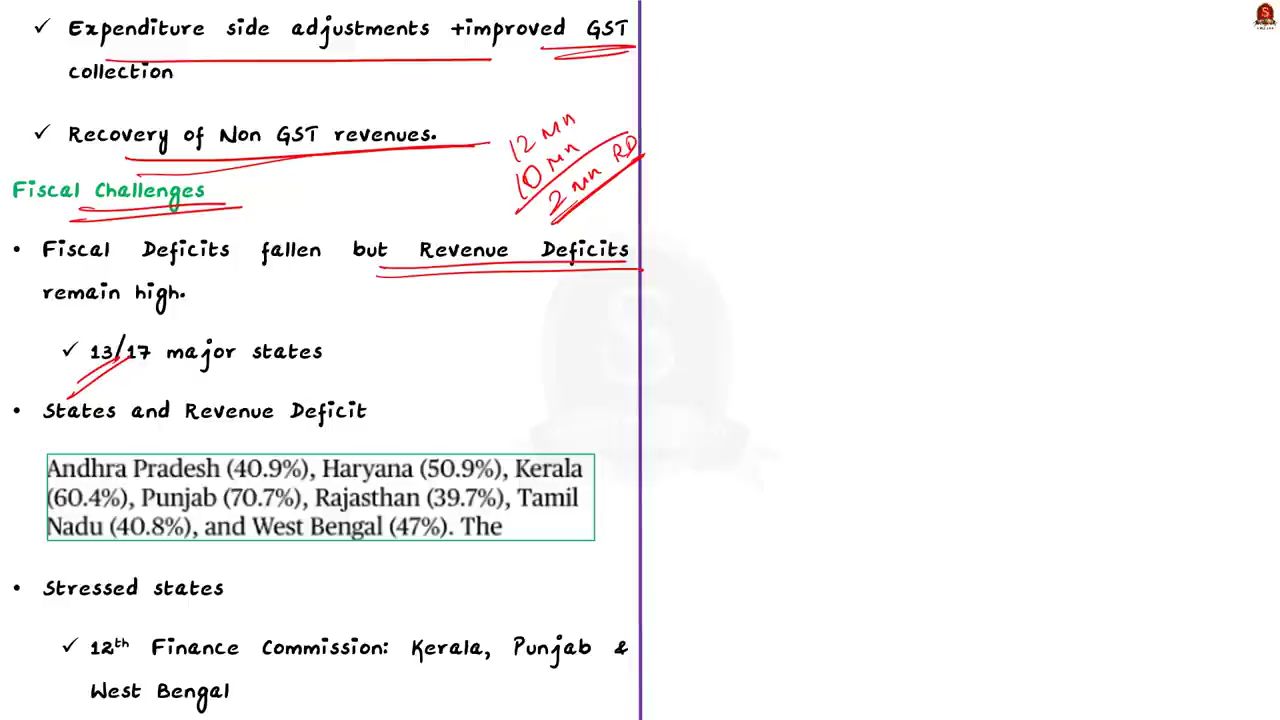 ✓ Expenditure side adjustments +improved GST
collection
✓ Recovery of Non GST revenues.
12 Mn
10 Mn
2 Mn RD
Fiscal Challenges
• Fiscal Deficits fallen but Revenue Deficits
remain high.
✓ 13/17 major states
• States and Revenue Deficit
Andhra Pradesh (40.9%), Haryana (50.9%), Kerala
(60.4%), Punjab (70.7%), Rajasthan (39.7%), Tamil
Nadu (40.8%), and West Bengal (47%). The
• Stressed states
✓ 12th Finance Commission: Kerala, Punjab &
West Bengal